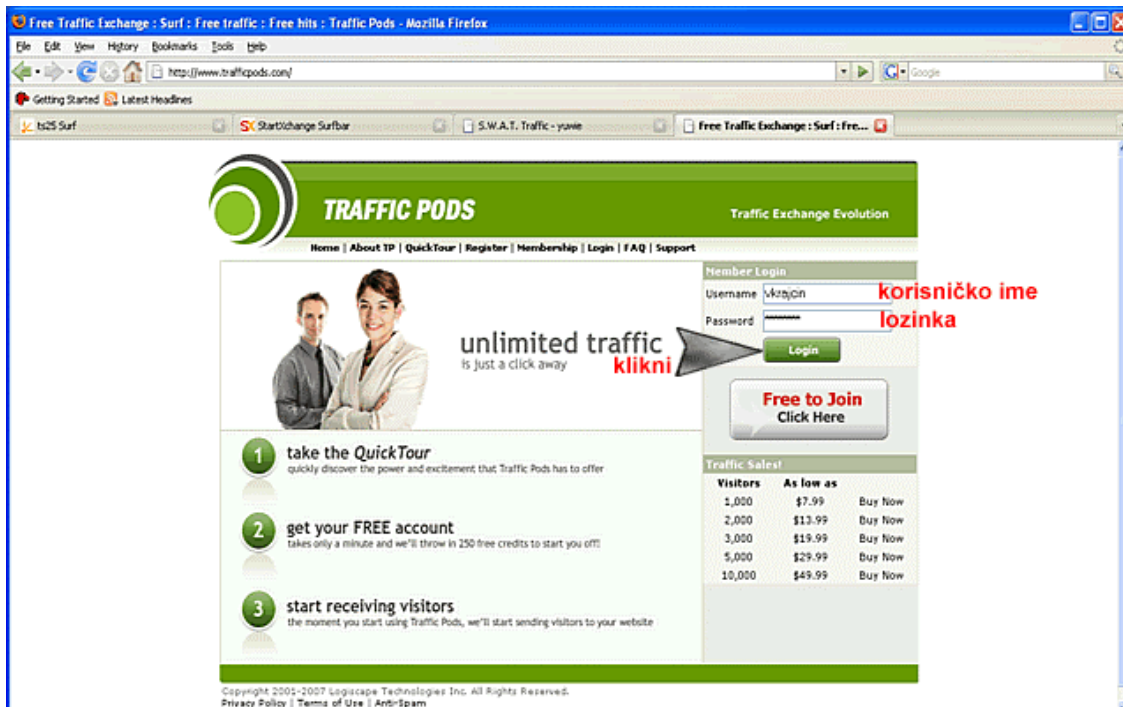 Free Traffic Exchange : Surf : Free traffic : Free hits : Traffic Pods - Mozilla Firefox
File Edit View History Bookmarks Tools Help
http://www.trafficpods.com/
Google
Getting Started Latest Headlines
ts25 Surf StartXchange Surfbar S.W.A.T. Traffic - yuwie Free Traffic Exchange : Surf : Fre...
TRAFFIC PODS
Traffic Exchange Evolution
Home | About TP | QuickTour | Register | Membership | Login | FAQ | Support
unlimited traffic
is just a click away
klikni
Member Login
Username korisničko ime
Password lozinka
Login
Free to Join
Click Here
1 take the QuickTour
quickly discover the power and excitement that Traffic Pods has to offer
2 get your FREE account
takes only a minute and we'll throw in 250 free credits to start you off!
3 start receiving visitors
the moment you start using Traffic Pods, we'll start sending visitors to your website
Traffic Sales!
Visitors As low as
1,000 $7.99 Buy Now
2,000 $13.99 Buy Now
3,000 $19.99 Buy Now
5,000 $29.99 Buy Now
10,000 $49.99 Buy Now
Copyright 2001-2007 Logiscape Technologies Inc. All Rights Reserved.
Privacy Policy | Terms of Use | Anti-Spam